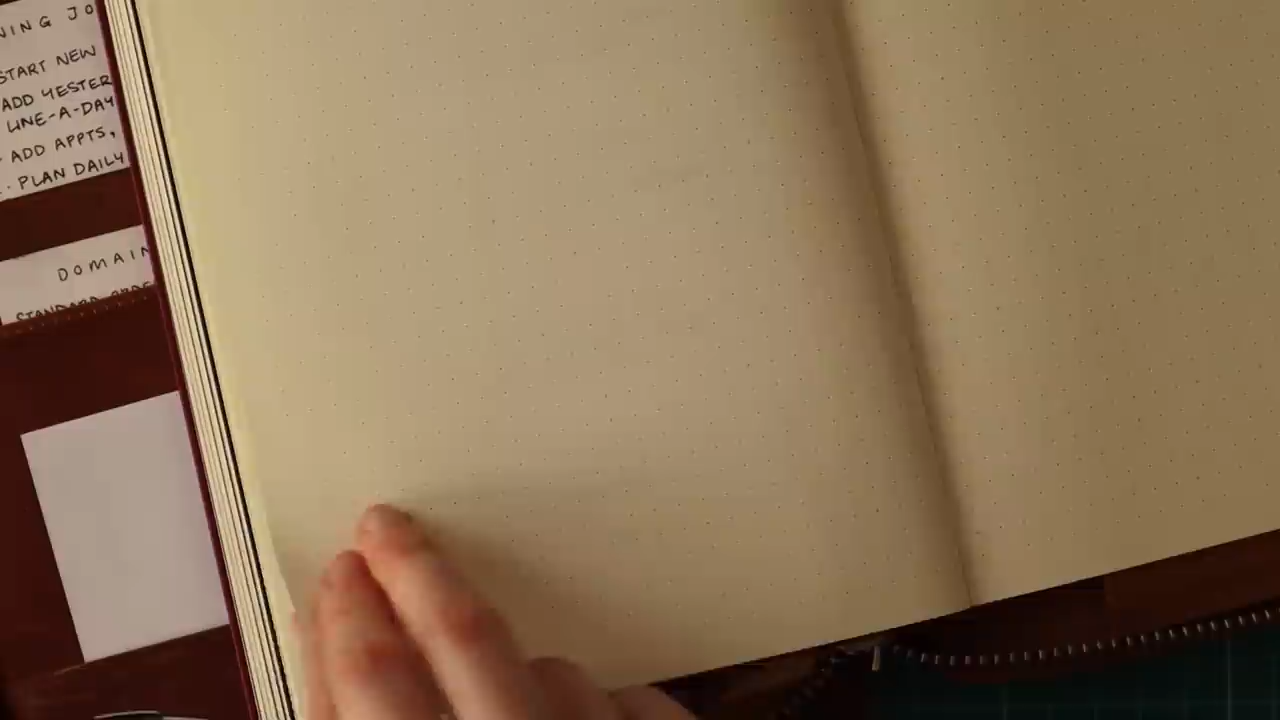 NING JO
START NEW
ADD YESTER
LINE-A-DAY
- ADD APPTS,
. PLAN DAILY
DOMAIN